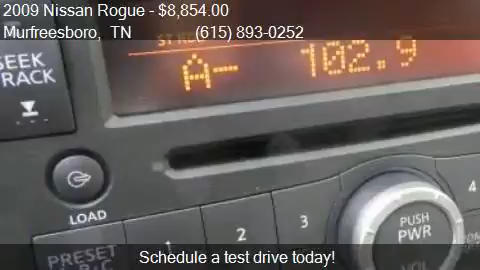 2009 Nissan Rogue - $8,854.00
Murfreesboro, TN (615) 893-0252
SEEK
TRACK
A- 102.9
LOAD
1 2 3 4
PUSH
PWR
VOL
PRESET
A·B·C
Schedule a test drive today!